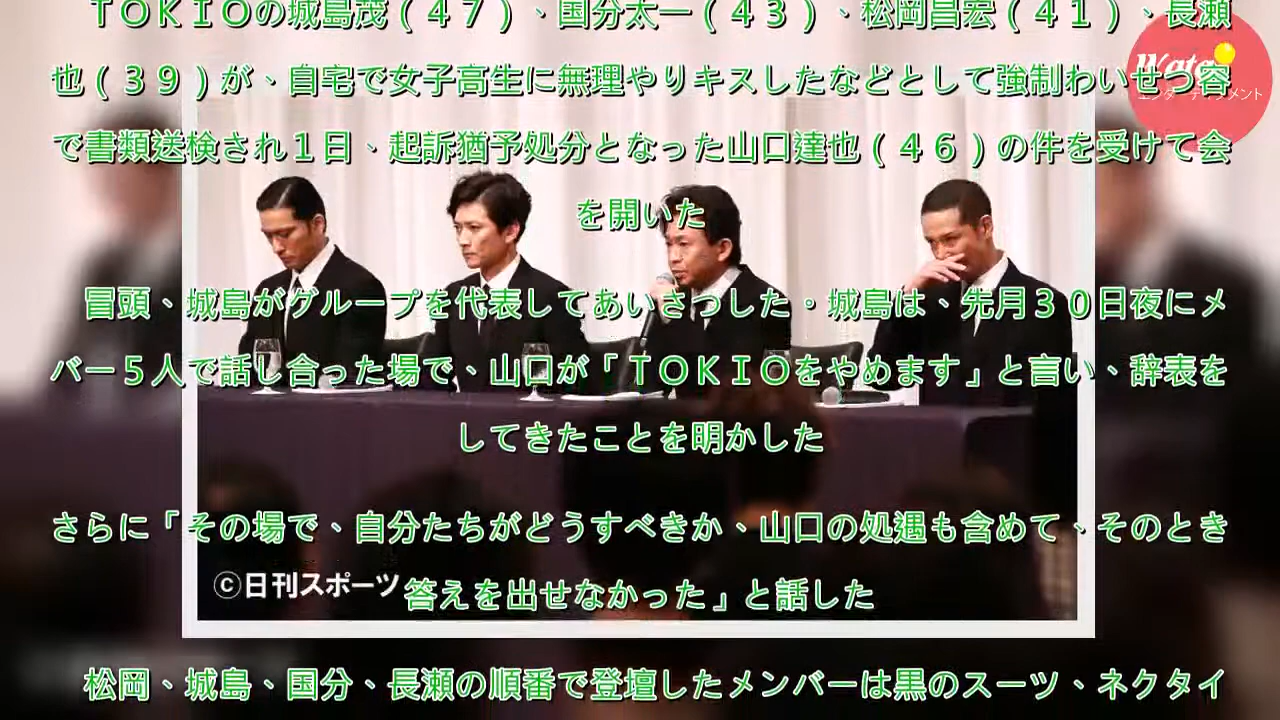 ＴＯＫＩＯの城島茂（４７）、国分太一（４３）、松岡昌宏（４１）、長瀬
也（３９）が、自宅で女子高生に無理やりキスしたなどとして強制わいせつ容
で書類送検され１日、起訴猶予処分となった山口達也（４６）の件を受けて会
を開いた
冒頭、城島がグループを代表してあいさつした。城島は、先月３０日夜にメ
バー５人で話し合った場で、山口が「ＴＯＫＩＯをやめます」と言い、辞表を
してきたことを明かした
さらに「その場で、自分たちがどうすべきか、山口の処遇も含めて、そのとき
答えを出せなかった」と話した
©日刊スポーツ
松岡、城島、国分、長瀬の順番で登壇したメンバーは黒のスーツ、ネクタイ